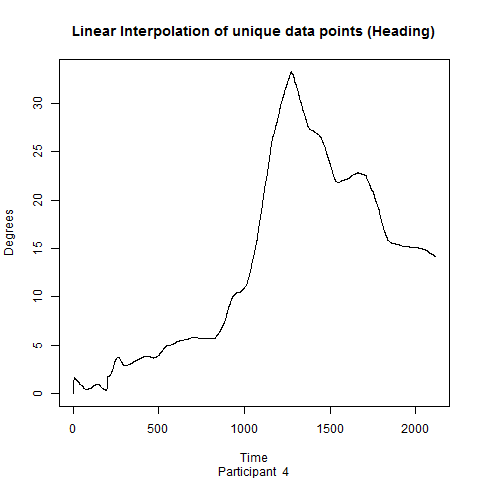 Linear Interpolation of unique data points (Heading)
30
25
20
15
10
5
0
Degrees
0 500 1000 1500 2000
Time
Participant 4